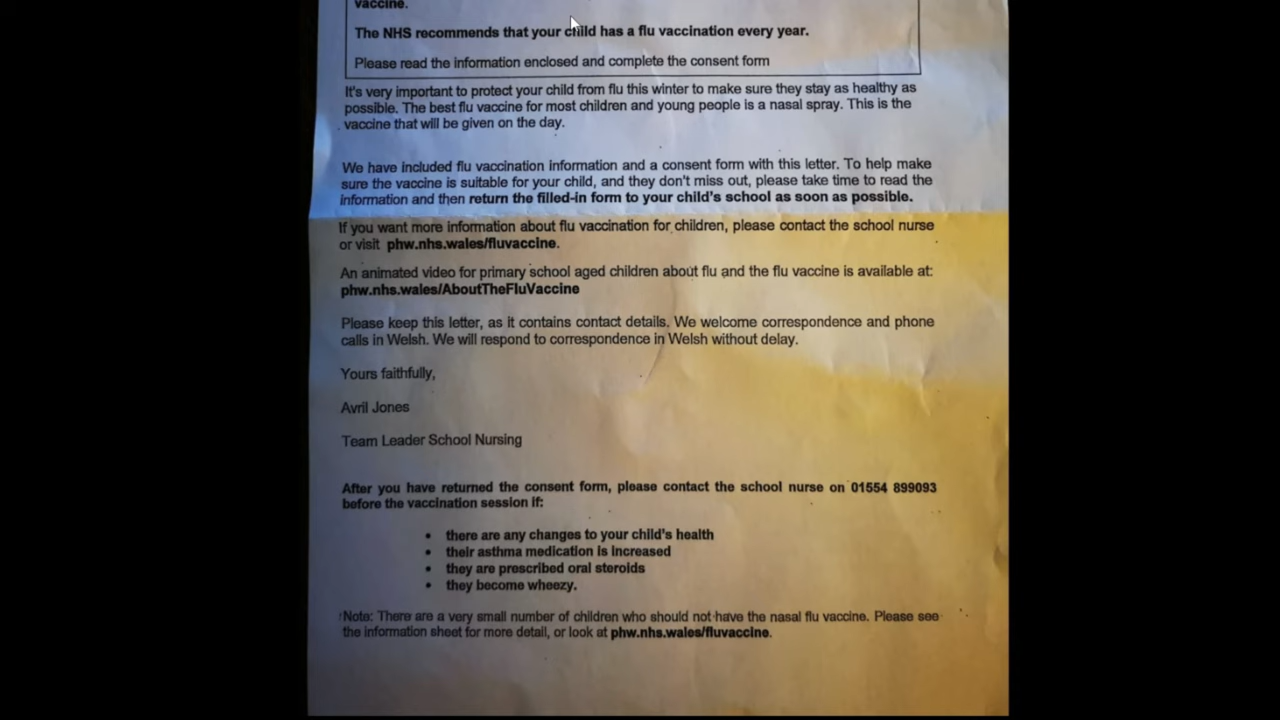 vaccine.
The NHS recommends that your child has a flu vaccination every year.
Please read the information enclosed and complete the consent form
It's very important to protect your child from flu this winter to make sure they stay as healthy as
possible. The best flu vaccine for most children and young people is a nasal spray. This is the
vaccine that will be given on the day.
We have included flu vaccination information and a consent form with this letter. To help make
sure the vaccine is suitable for your child, and they don't miss out, please take time to read the
information and then return the filled-in form to your child's school as soon as possible.
If you want more information about flu vaccination for children, please contact the school nurse
or visit phw.nhs.wales/fluvaccine.
An animated video for primary school aged children about flu and the flu vaccine is available at:
phw.nhs.wales/AboutTheFluVaccine
Please keep this letter, as it contains contact details. We welcome correspondence and phone
calls in Welsh. We will respond to correspondence in Welsh without delay.
Yours faithfully,
Avril Jones
Team Leader School Nursing
After you have returned the consent form, please contact the school nurse on 01554 899093
before the vaccination session if:
• there are any changes to your child's health
• their asthma medication is increased
• they are prescribed oral steroids
• they become wheezy.
Note: There are a very small number of children who should not have the nasal flu vaccine. Please see
the information sheet for more detail, or look at phw.nhs.wales/fluvaccine.